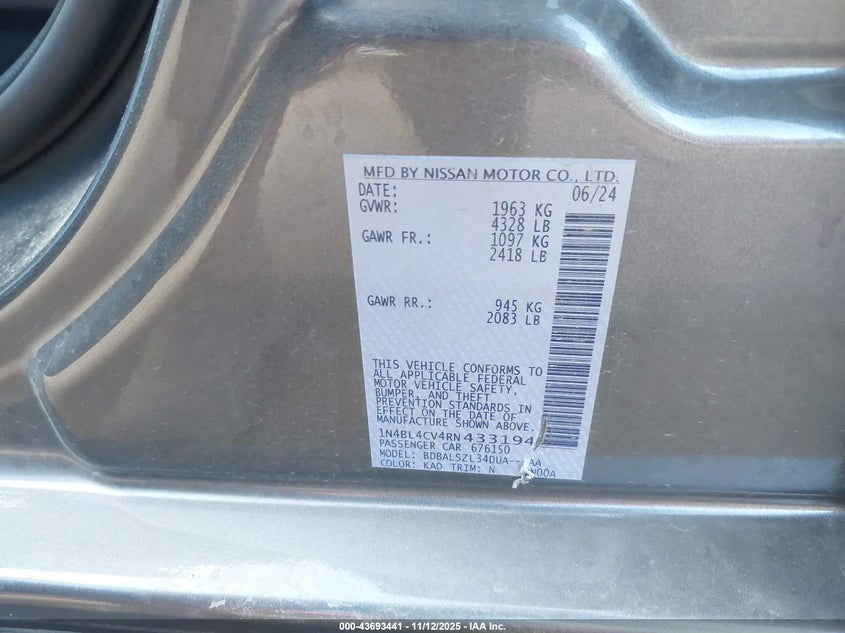 MFD BY NISSAN MOTOR CO., LTD.
DATE: 06/24
GVWR: 1963 KG
4328 LB
GAWR FR.: 1097 KG
2418 LB
GAWR RR.: 945 KG
2083 LB
THIS VEHICLE CONFORMS TO
ALL APPLICABLE FEDERAL
MOTOR VEHICLE SAFETY,
BUMPER, AND THEFT
PREVENTION STANDARDS IN
EFFECT ON THE DATE OF
MANUFACTURE SHOWN ABOVE.
1N4BL4CV4RN433194
PASSENGER CAR 676150
MODEL: BDBALSZL34DUA--
COLOR: KAD TRIM: N
000-43693441 - 11/12/2025 - IAA Inc.